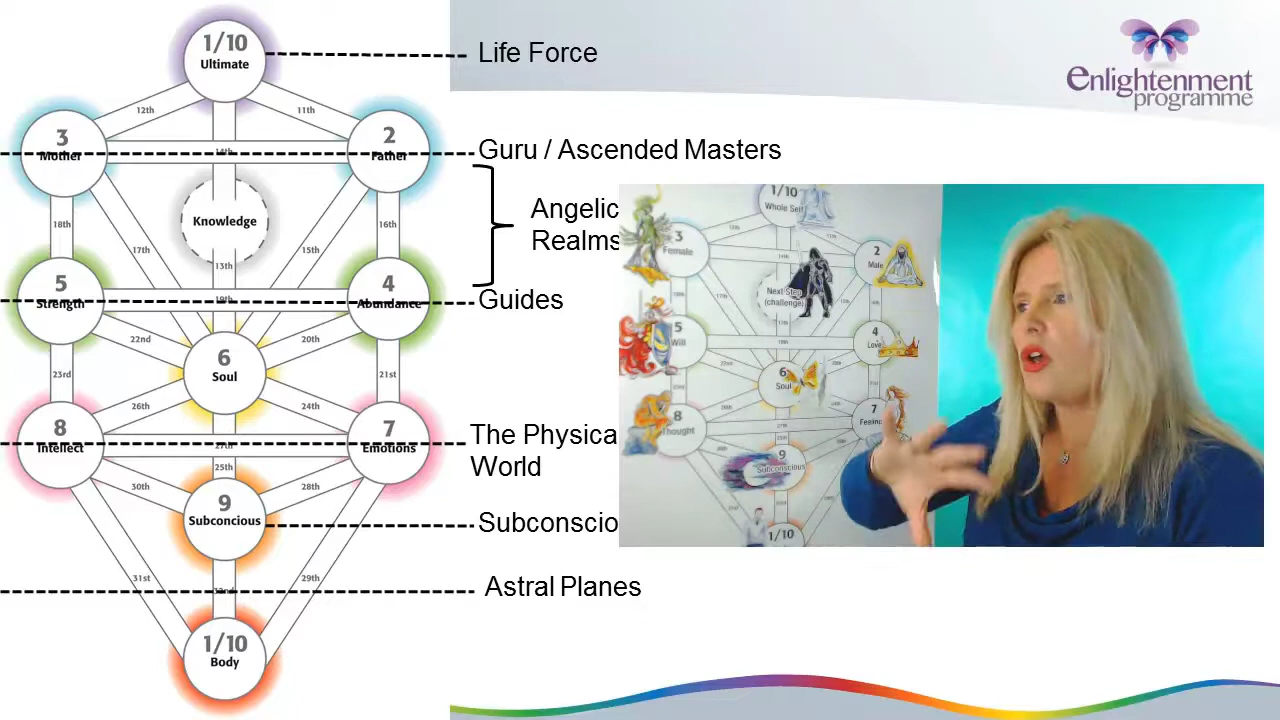 1/10
Ultimate
Life Force
12th
11th
3
Mother
2
Father
14th
Guru / Ascended Masters
Knowledge
Angelic
Realms
18th
17th
13th
15th
16th
5
Strength
4
Abundance
19th
Guides
22nd
6
Soul
20th
23rd
21st
26th
24th
8
Intellect
7
Emotions
27th
The Physica
World
25th
30th
28th
9
Subconcious
Subconscio
31st
32nd
29th
Astral Planes
1/10
Body
enlightenment
programme
1/10
Whole Self
3
Female
2
Male
Next Step
(challenge)
5
Will
4
Love
6
Soul
8
Thought
7
9
Subconscious
1/10